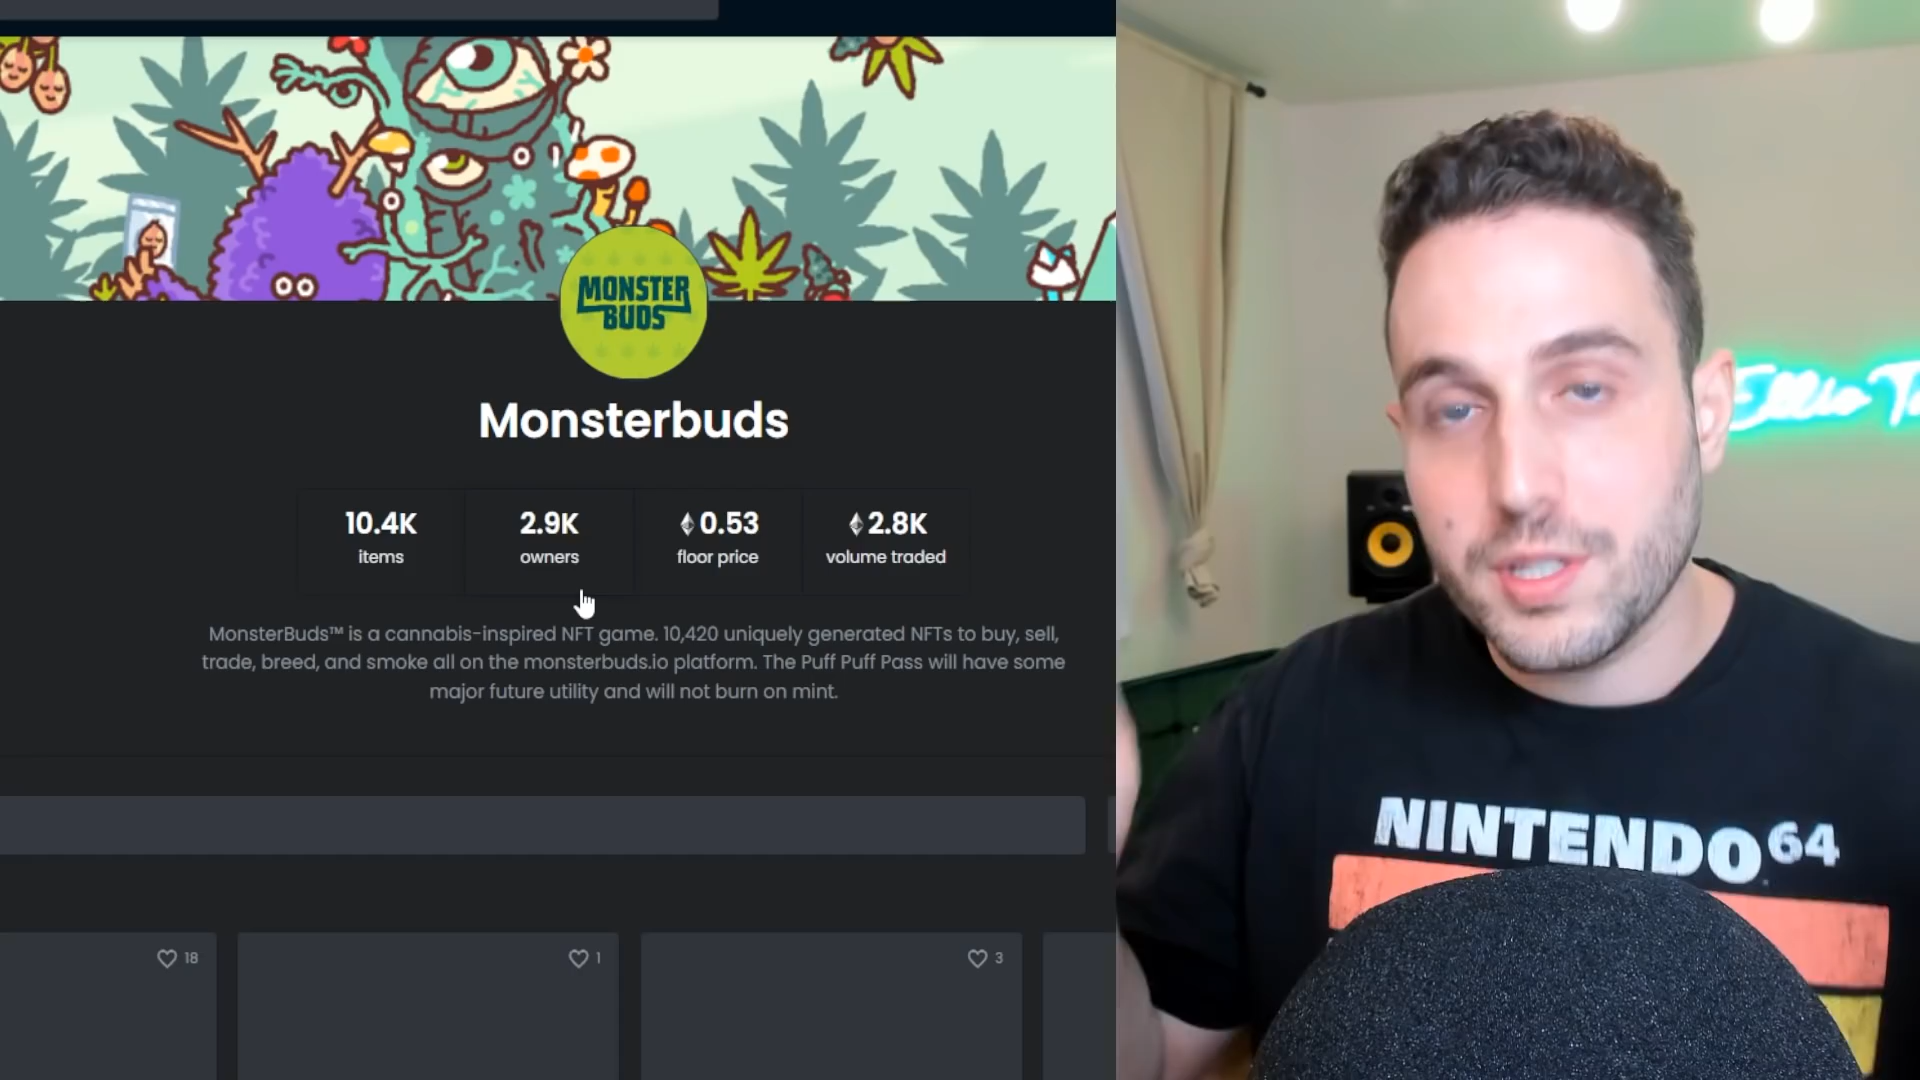 MONSTER
BUDS
Monsterbuds
10.4K
items
2.9K
owners
0.53
floor price
2.8K
volume traded
MonsterBuds™ is a cannabis-inspired NFT game. 10,420 uniquely generated NFTs to buy, sell,
trade, breed, and smoke all on the monsterbuds.io platform. The Puff Puff Pass will have some
major future utility and will not burn on mint.
18
1
3
Ellio
NINTENDO 64